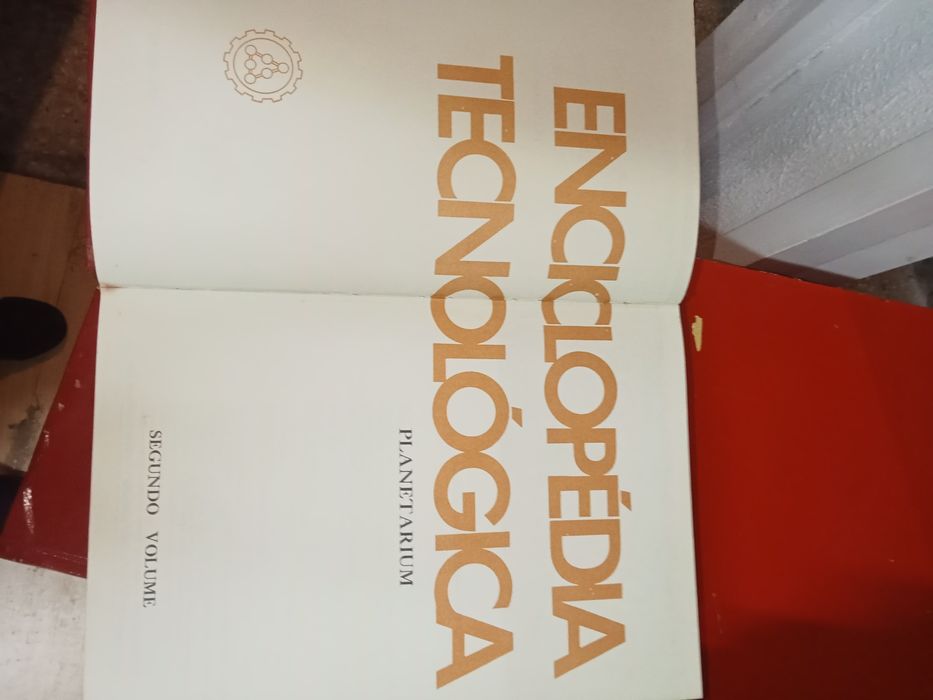 ENCICLOPÉDIA
TECNOLÓGICA
PLANETARIUM
SEGUNDO VOLUME